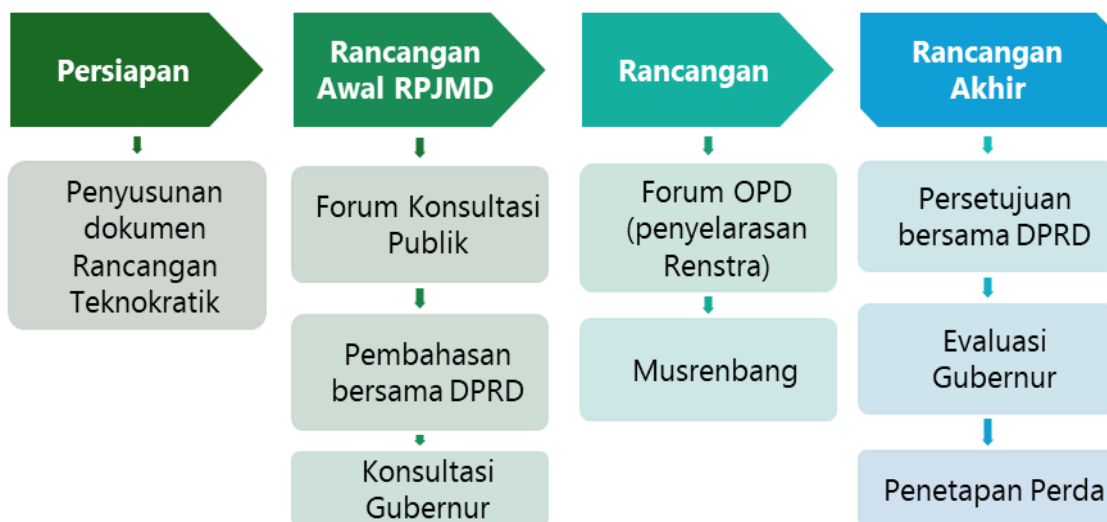 Persiapan
Penyusunan
dokumen
Rancangan
Teknokratik
Rancangan
Awal RPJMD
Forum Konsultasi
Publik
Pembahasan
bersama DPRD
Konsultasi
Gubernur
Rancangan
Forum OPD
(penyelarasan
Renstra)
Musrenbang
Rancangan
Akhir
Persetujuan
bersama DPRD
Evaluasi
Gubernur
Penetapan Perda